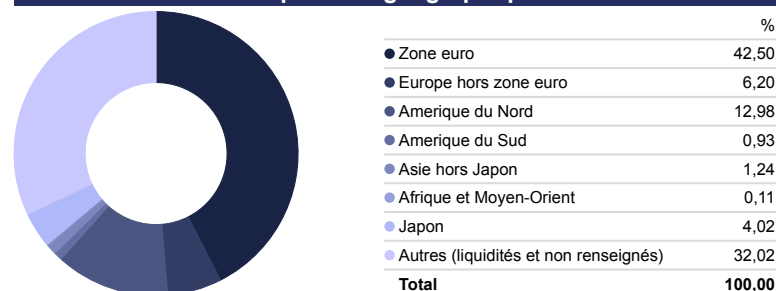 %
Zone euro 42,50
Europe hors zone euro 6,20
Amerique du Nord 12,98
Amerique du Sud 0,93
Asie hors Japon 1,24
Afrique et Moyen-Orient 0,11
Japon 4,02
Autres (liquidités et non renseignés) 32,02
Total 100,00